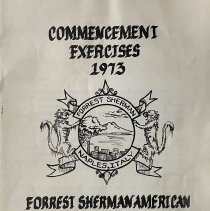 COMMENCEMENT
EXERCISES
1973
FORREST SHERMAN
NAPLES, ITALY
FORREST SHERMAN AMERICAN